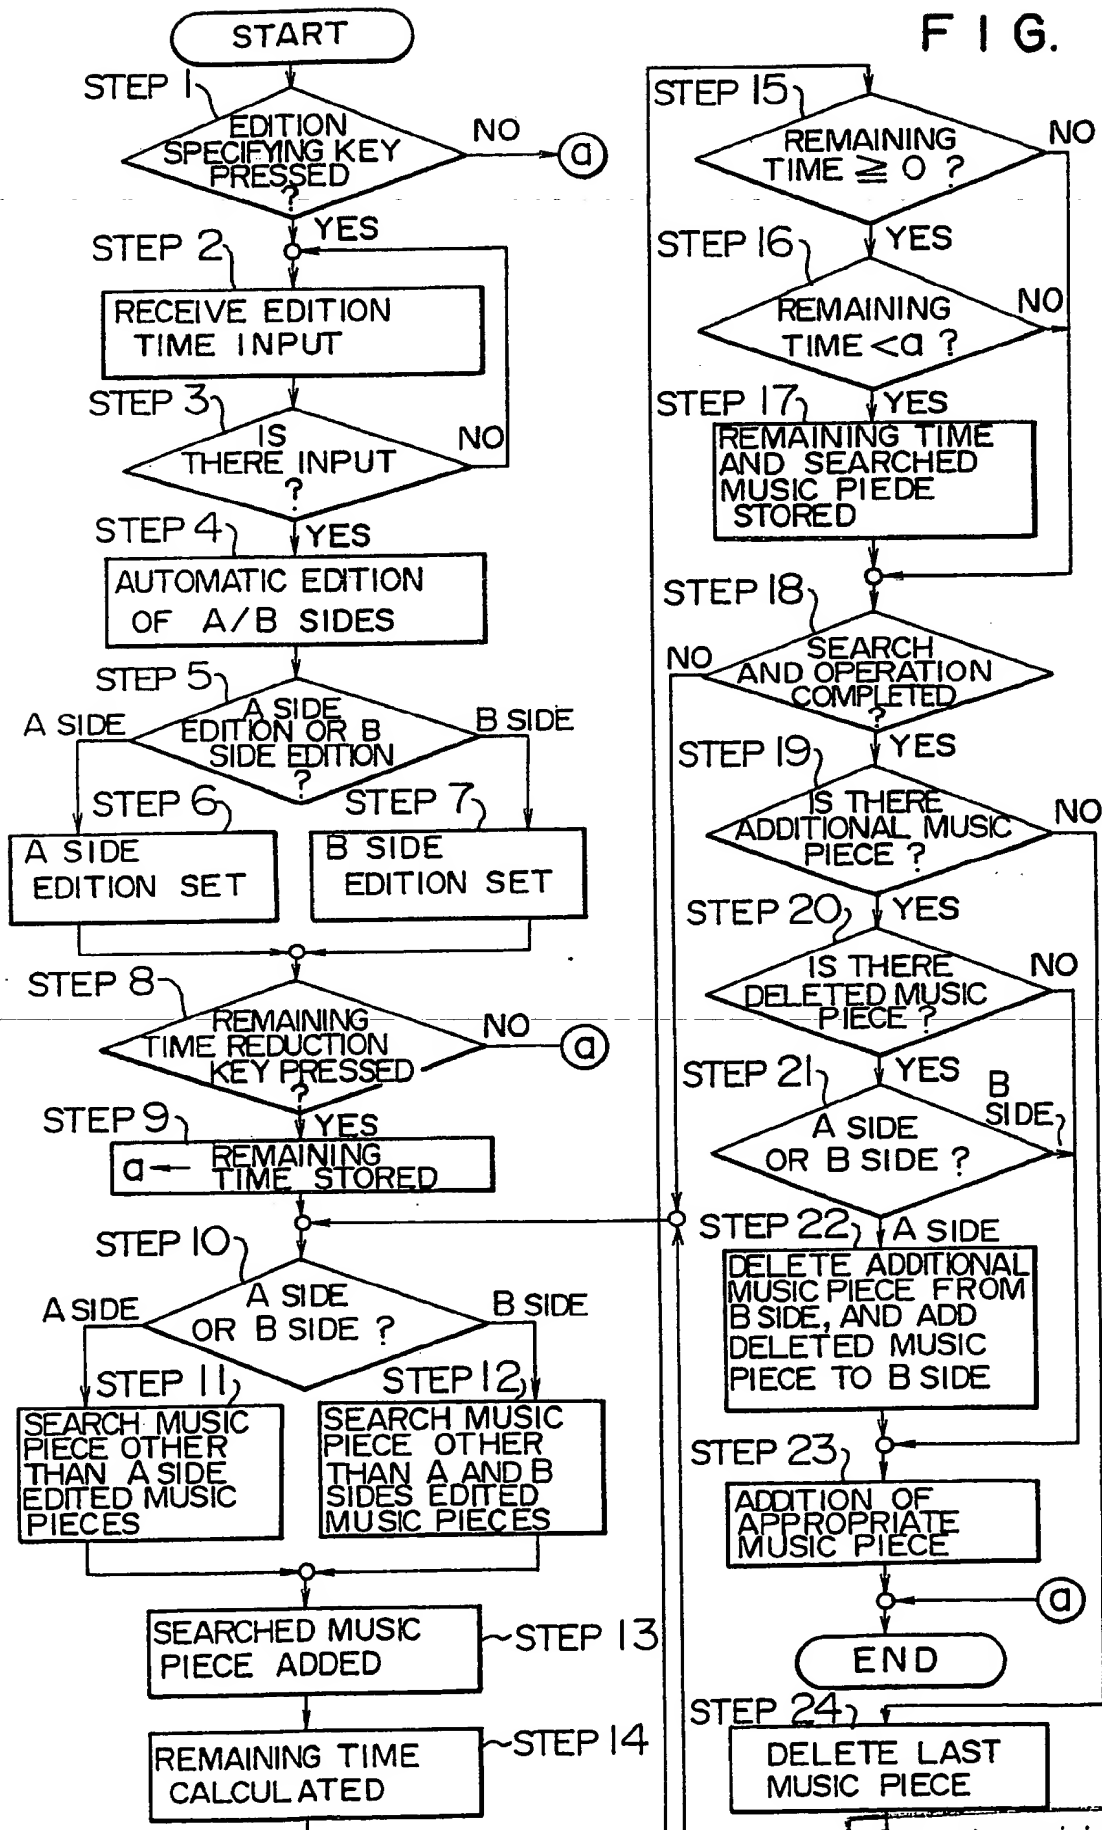 FIG.
START
STEP 1
EDITION
SPECIFYING KEY
PRESSED
?
NO
a
YES
STEP 2
RECEIVE EDITION
TIME INPUT
STEP 3
IS
THERE INPUT
?
NO
YES
STEP 4
AUTOMATIC EDITION
OF A/B SIDES
STEP 5
A SIDE
EDITION OR B
SIDE EDITION
?
A SIDE
B SIDE
STEP 6
A SIDE
EDITION SET
STEP 7
B SIDE
EDITION SET
STEP 8
REMAINING
TIME REDUCTION
KEY PRESSED
?
NO
a
YES
STEP 9
a ← REMAINING
TIME STORED
STEP 10
A SIDE
OR B SIDE ?
A SIDE
B SIDE
STEP 11
SEARCH MUSIC
PIECE OTHER
THAN A SIDE
EDITED MUSIC
PIECES
STEP 12
SEARCH MUSIC
PIECE OTHER
THAN A AND B
SIDES EDITED
MUSIC PIECES
SEARCHED MUSIC
PIECE ADDED
STEP 13
REMAINING TIME
CALCULATED
STEP 14
STEP 15
REMAINING
TIME ≧ 0 ?
NO
YES
STEP 16
REMAINING
TIME < a ?
NO
YES
STEP 17
REMAINING TIME
AND SEARCHED
MUSIC PIEDE
STORED
STEP 18
SEARCH
AND OPERATION
COMPLETED
?
NO
YES
STEP 19
IS THERE
ADDITIONAL MUSIC
PIECE ?
NO
YES
STEP 20
IS THERE
DELETED MUSIC
PIECE ?
NO
YES
STEP 21
A SIDE
OR B SIDE ?
B
SIDE
A SIDE
STEP 22
DELETE ADDITIONAL
MUSIC PIECE FROM
B SIDE, AND ADD
DELETED MUSIC
PIECE TO B SIDE
STEP 23
ADDITION OF
APPROPRIATE
MUSIC PIECE
a
END
STEP 24
DELETE LAST
MUSIC PIECE